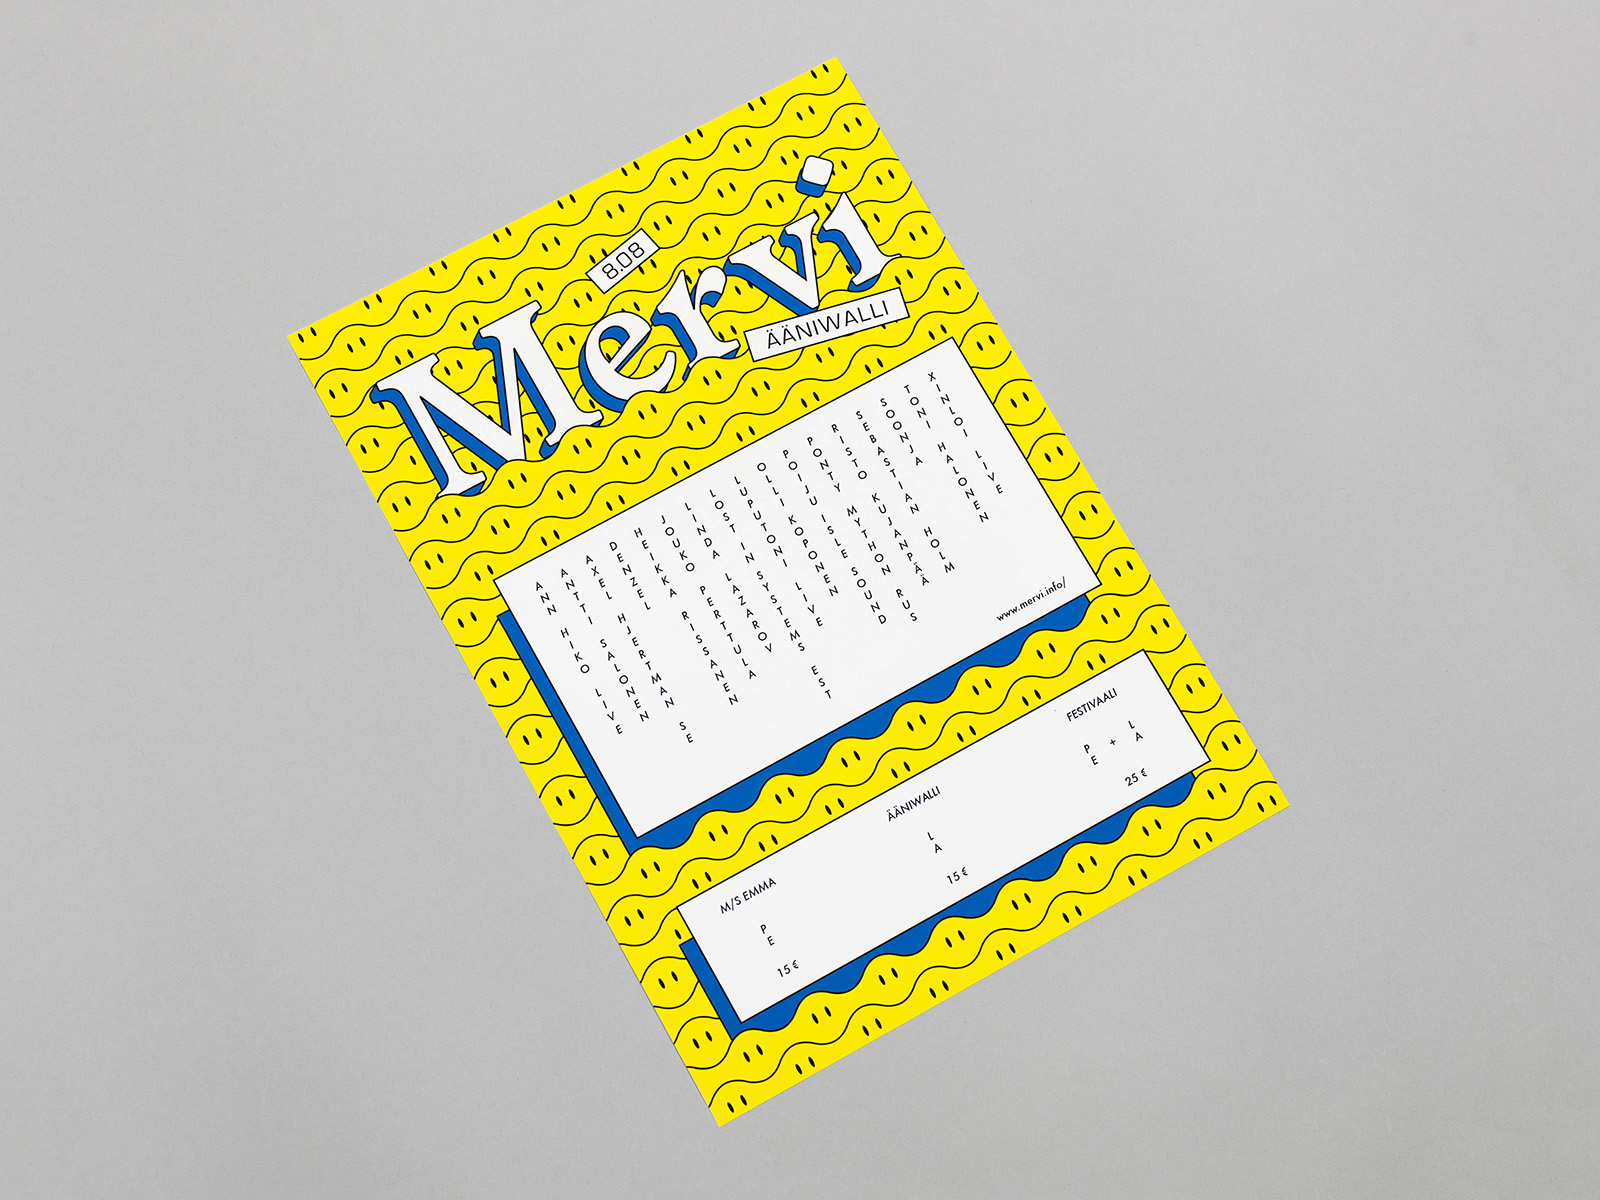 8.08
Mervi
ÄÄNIWALLI
ANN HIKO LIVE
ANTTI SALONEN
AXEL HJERTMAN SE
DENZEL
HEIKKA RISSANEN
JOUKO PERTTULA
LINDA LAZAROV
LOST IN SYSTEMS EST
LUPUTONI LIVE
OLLI KOPONEN
POIJU ISLE SOUND
PONTY MYTHON RUS
RISTO KUJANPÄÄ
SEBASTIAN HOLM
SOONJA
TONI HALONEN
XINLOI LIVE
www.mervi.info/
M/S EMMA
PE
15 €
ÄÄNIWALLI
LA
15 €
FESTIVAALI
PE + LA
25 €